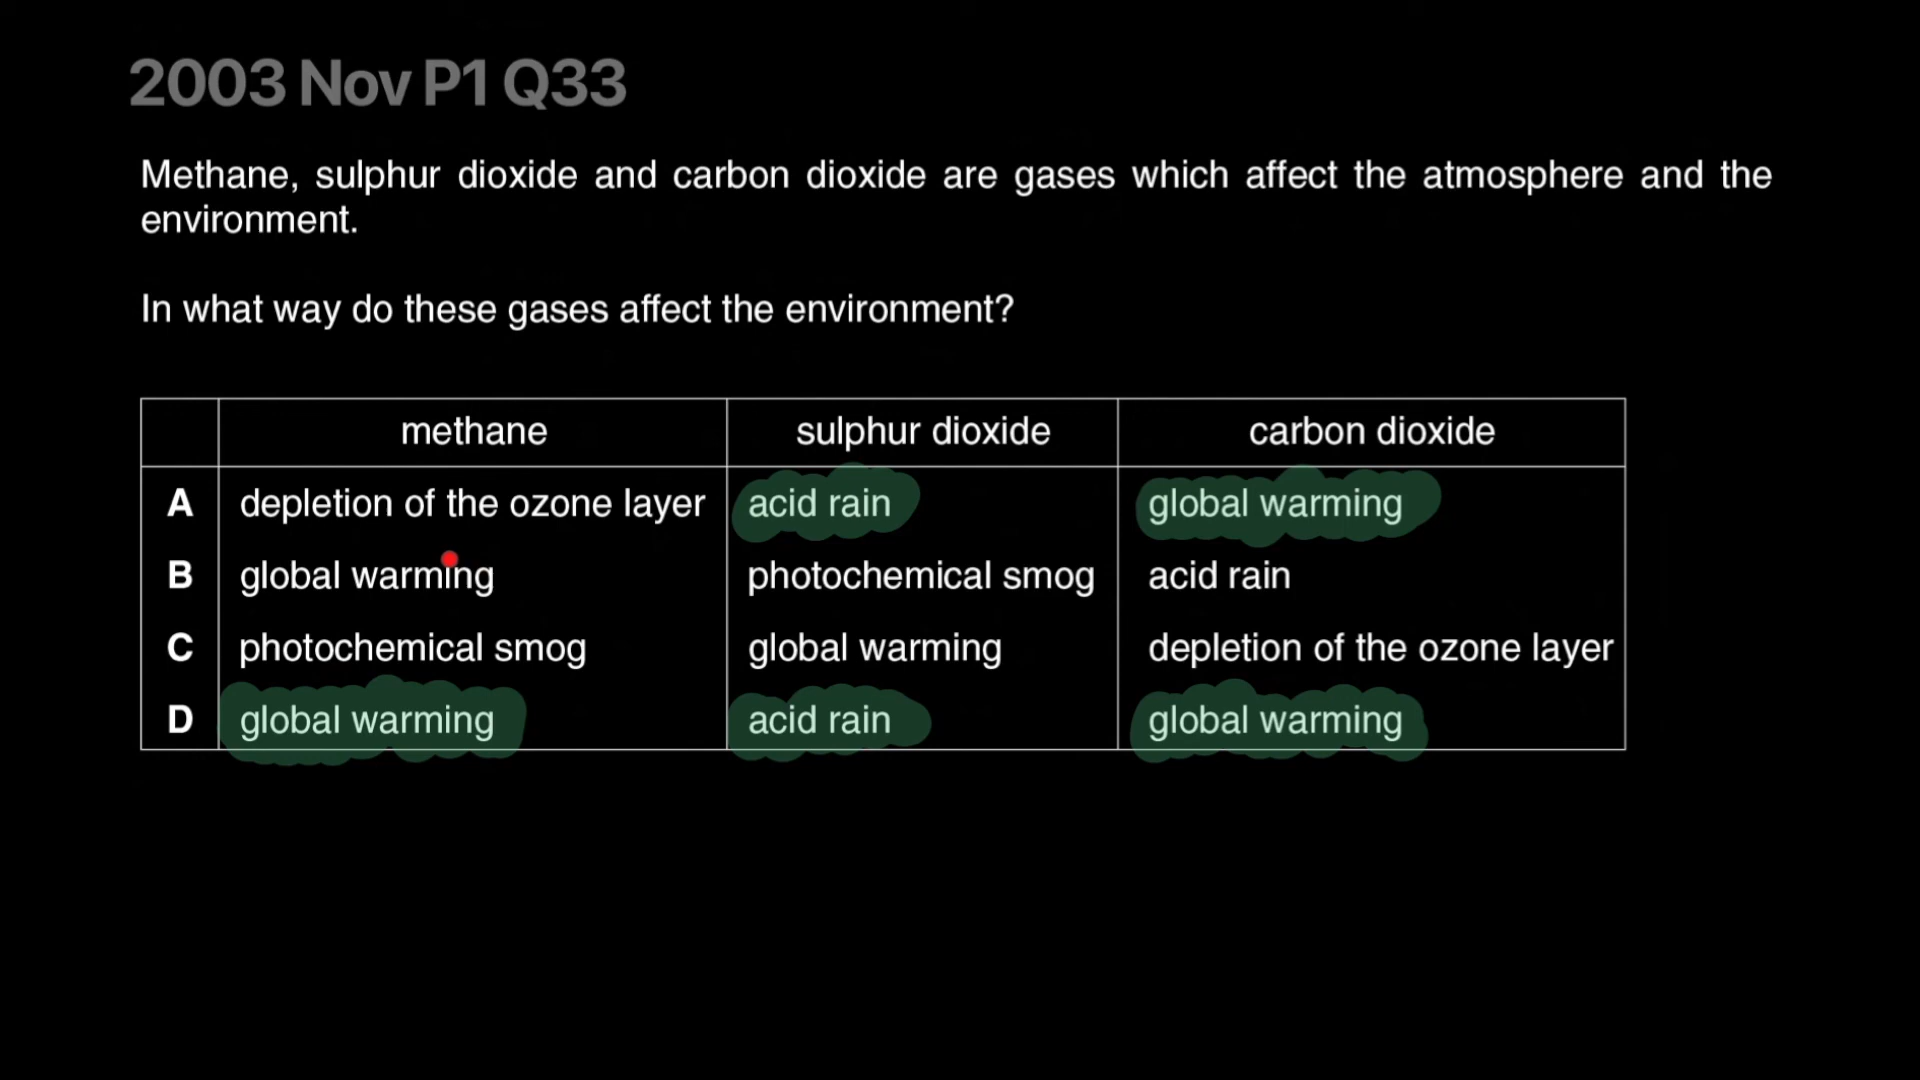 2003 Nov P1 Q33
Methane, sulphur dioxide and carbon dioxide are gases which affect the atmosphere and the
environment.
In what way do these gases affect the environment?
methane sulphur dioxide carbon dioxide
A depletion of the ozone layer acid rain global warming
B global warming photochemical smog acid rain
C photochemical smog global warming depletion of the ozone layer
D global warming acid rain global warming